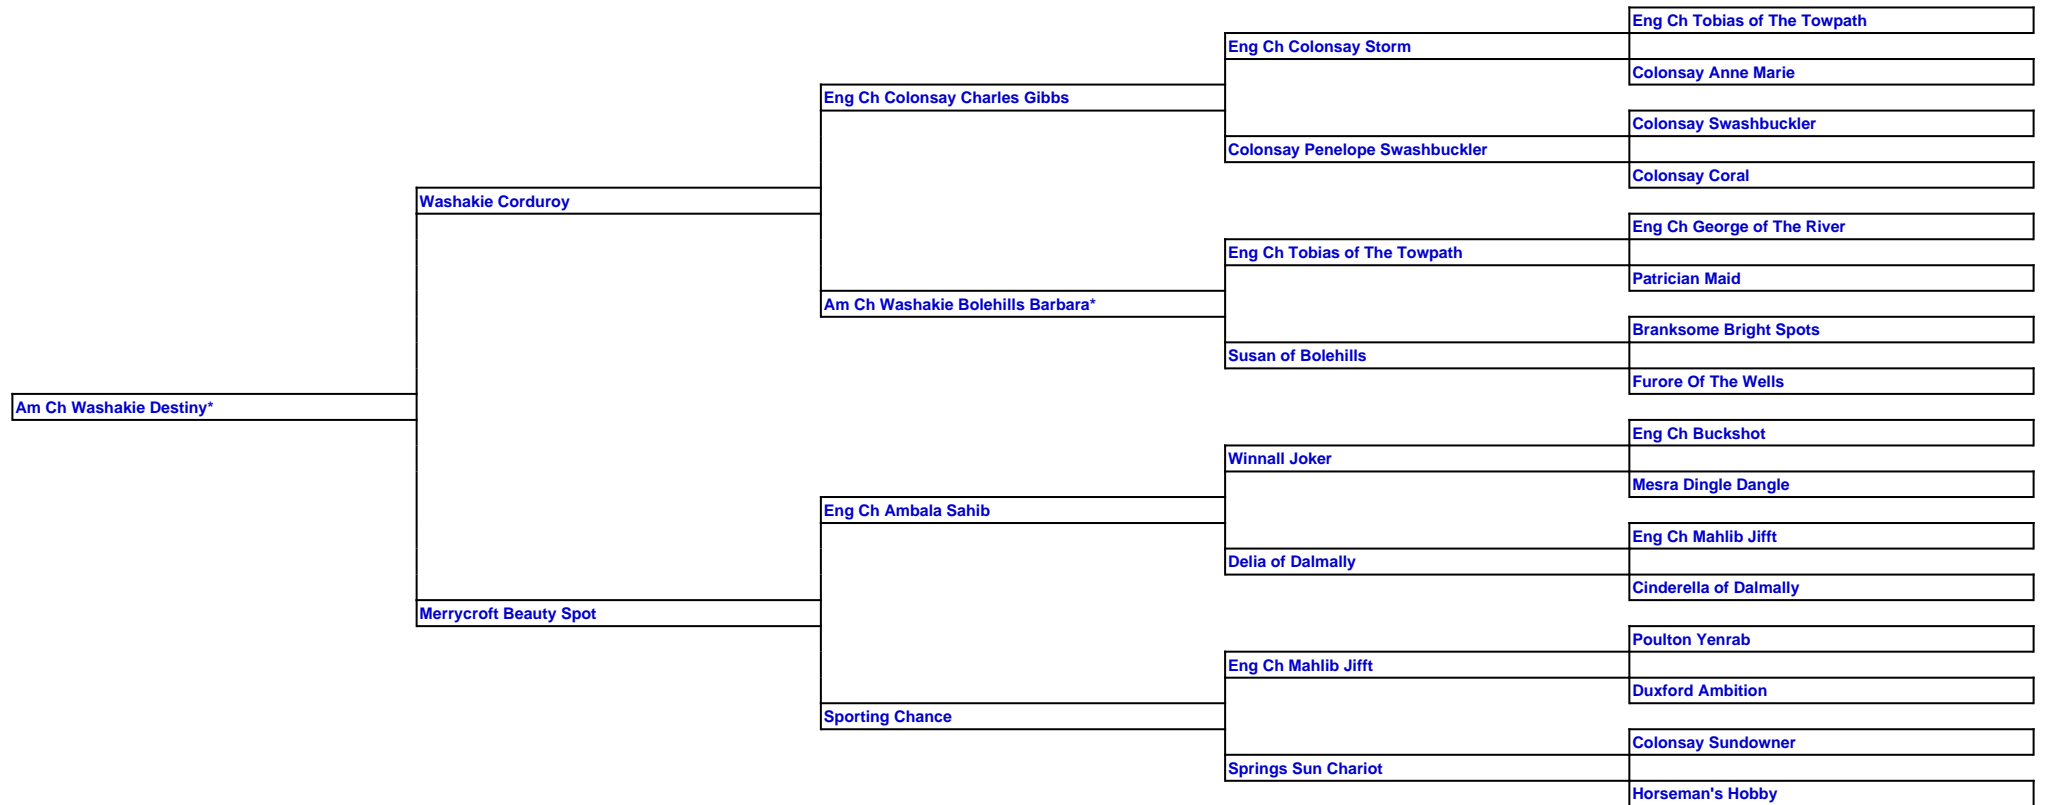 Eng Ch Tobias of The Towpath
Eng Ch Colonsay Storm
Colonsay Anne Marie
Eng Ch Colonsay Charles Gibbs
Colonsay Swashbuckler
Colonsay Penelope Swashbuckler
Colonsay Coral
Washakie Corduroy
Eng Ch George of The River
Eng Ch Tobias of The Towpath
Patrician Maid
Am Ch Washakie Bolehills Barbara*
Branksome Bright Spots
Susan of Bolehills
Furore Of The Wells
Am Ch Washakie Destiny*
Eng Ch Buckshot
Winnall Joker
Mesra Dingle Dangle
Eng Ch Ambala Sahib
Eng Ch Mahlib Jifft
Delia of Dalmally
Cinderella of Dalmally
Merrycroft Beauty Spot
Poulton Yenrab
Eng Ch Mahlib Jifft
Duxford Ambition
Sporting Chance
Colonsay Sundowner
Springs Sun Chariot
Horseman's Hobby